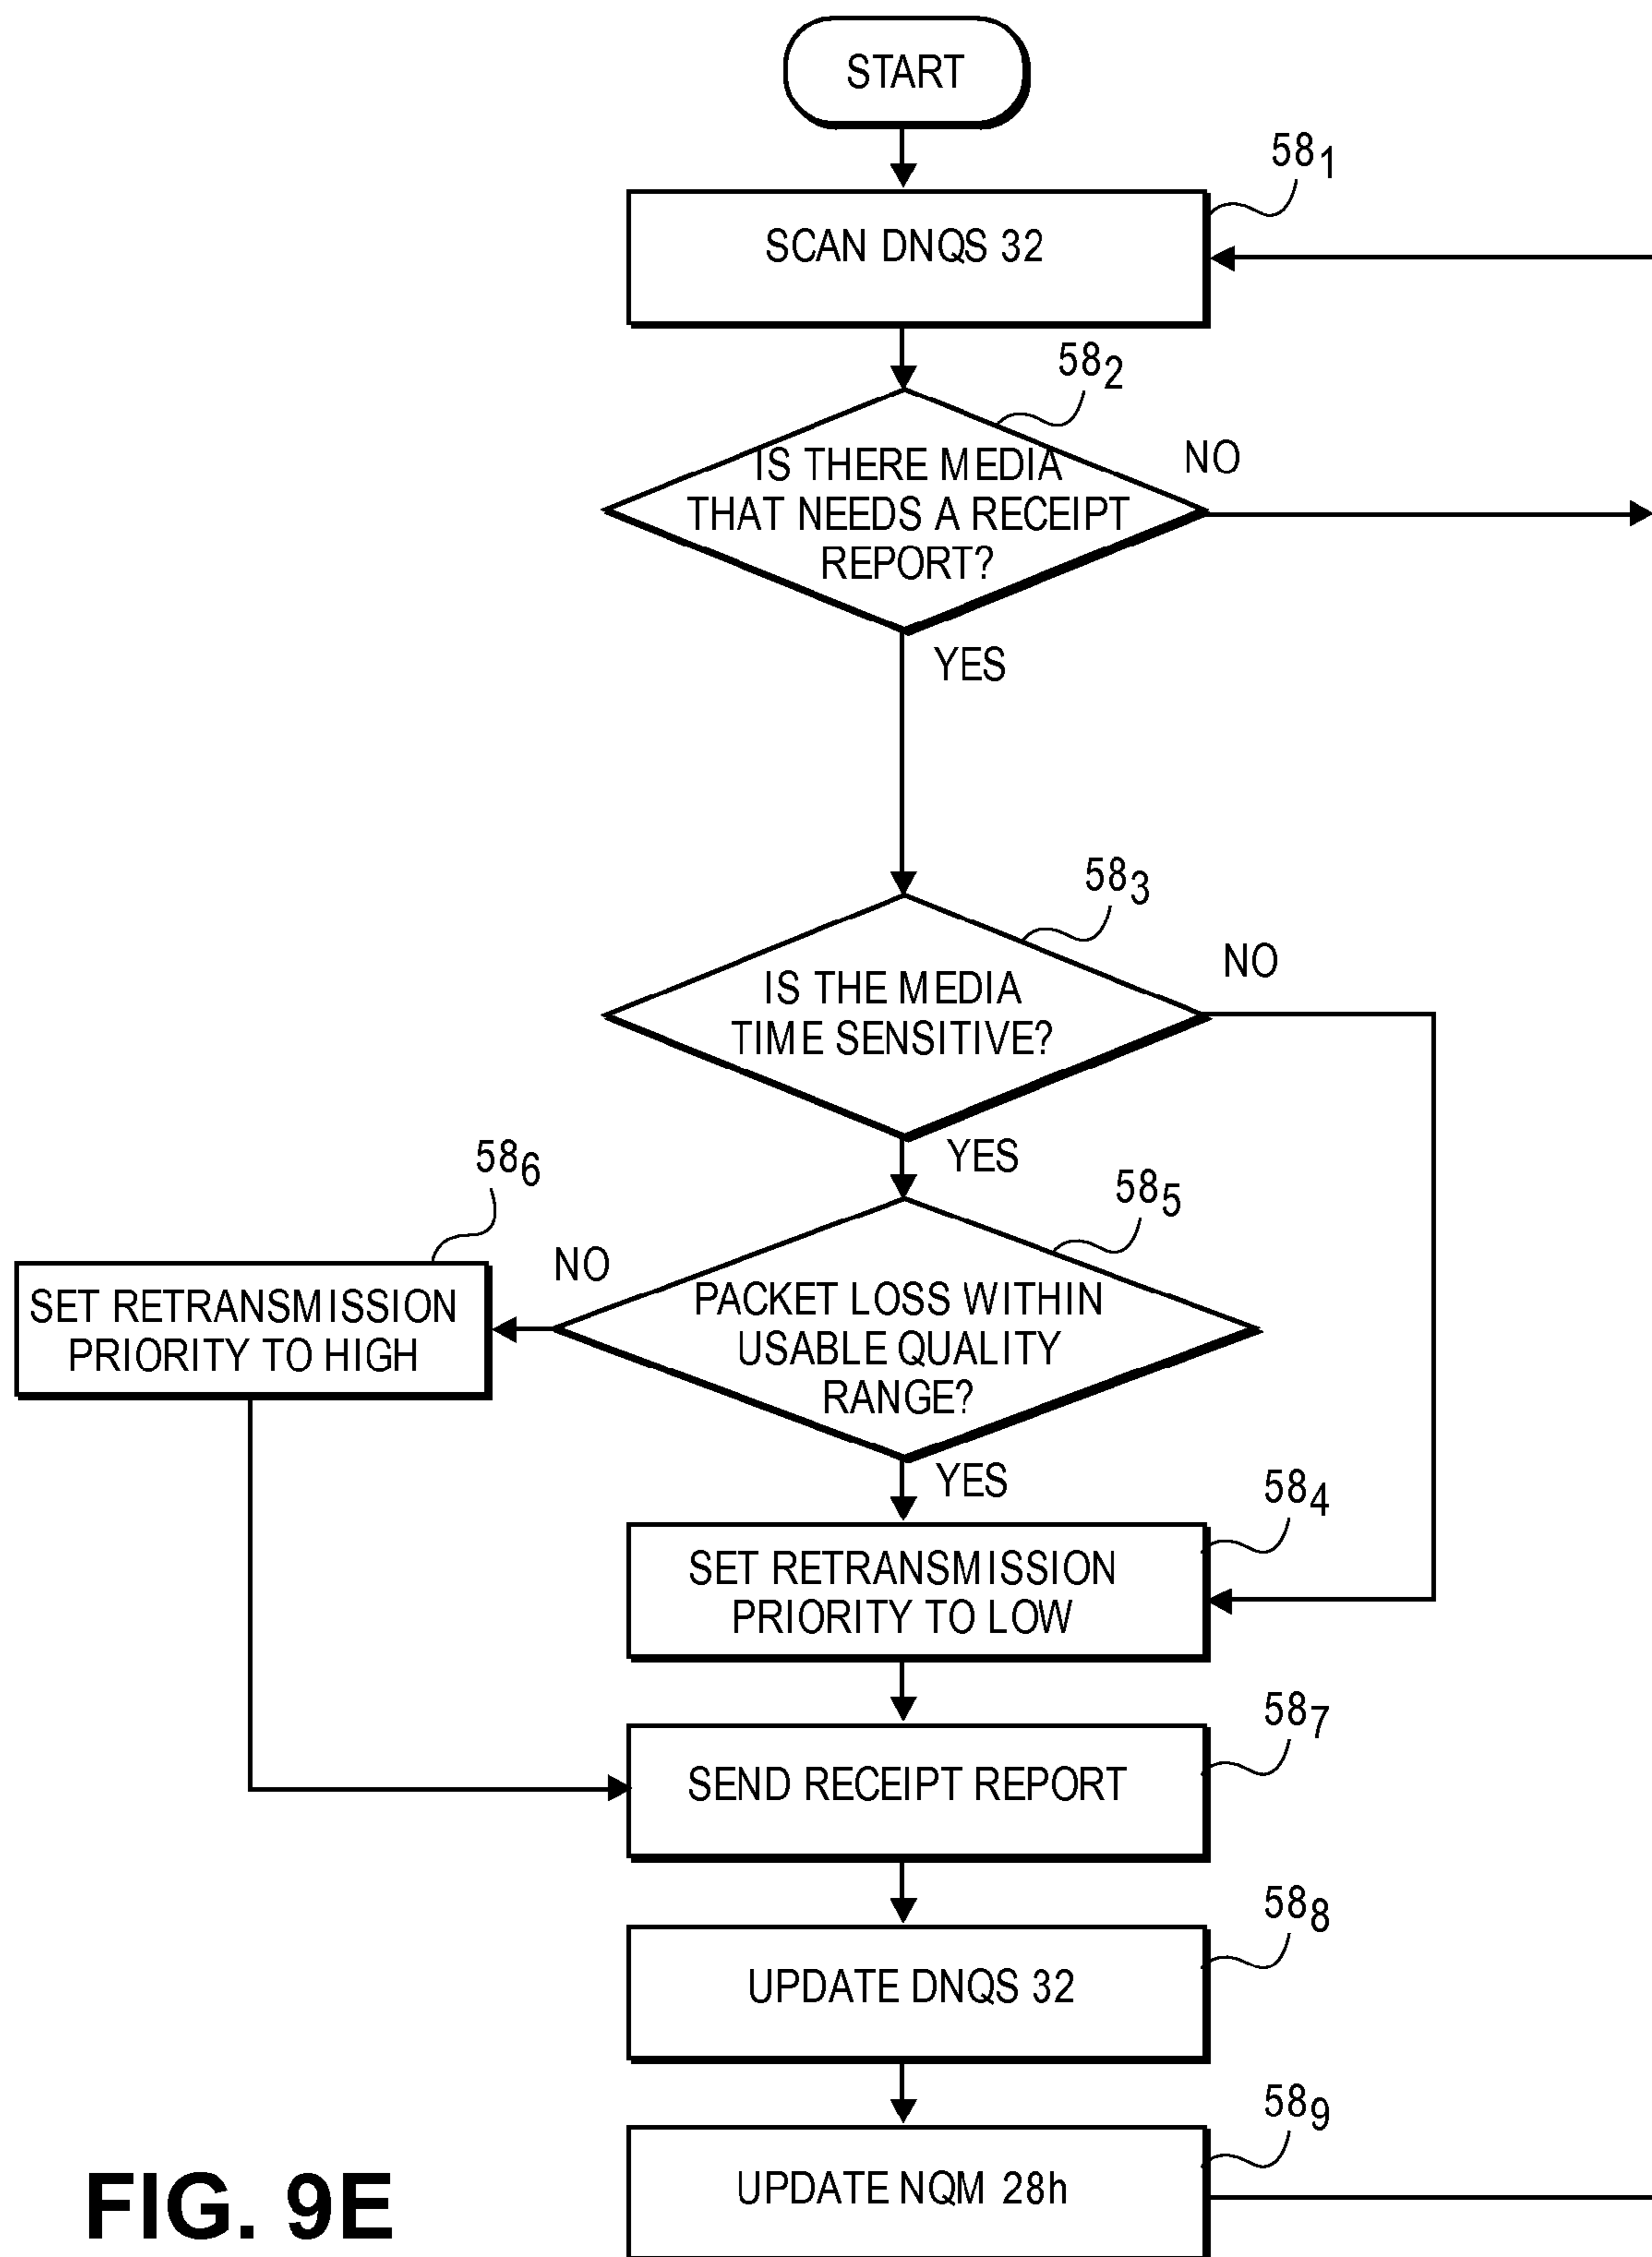 START
58₁
SCAN DNQS 32
58₂
IS THERE MEDIA
THAT NEEDS A RECEIPT
REPORT?
NO
YES
58₃
IS THE MEDIA
TIME SENSITIVE?
NO
YES
58₆
SET RETRANSMISSION
PRIORITY TO HIGH
NO
58₅
PACKET LOSS WITHIN
USABLE QUALITY
RANGE?
YES
58₄
SET RETRANSMISSION
PRIORITY TO LOW
58₇
SEND RECEIPT REPORT
58₈
UPDATE DNQS 32
58₉
UPDATE NQM 28h
FIG. 9E